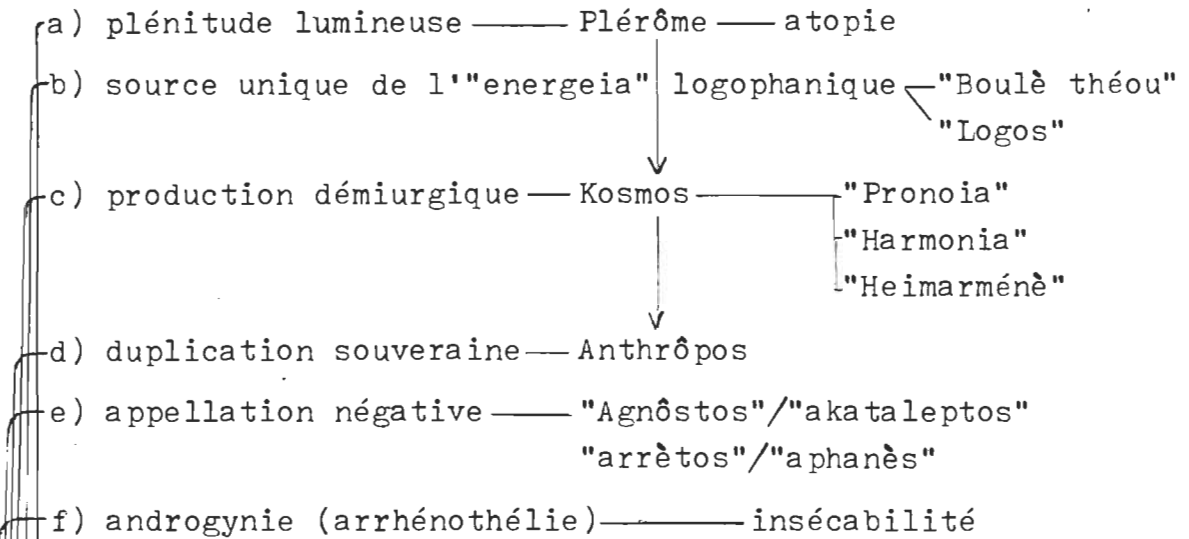 a) plénitude lumineuse — Plérôme — atopie
b) source unique de l'"energeia" logophanique "Boulè théou"
"Logos"
c) production démiurgique — Kosmos — "Pronoia"
"Harmonia"
"Heimarménè"
d) duplication souveraine — Anthrôpos
e) appellation négative — "Agnôstos"/"akataleptos"
"arrètos"/"aphanès"
f) androgynie (arrhénothélie) — insécabilité